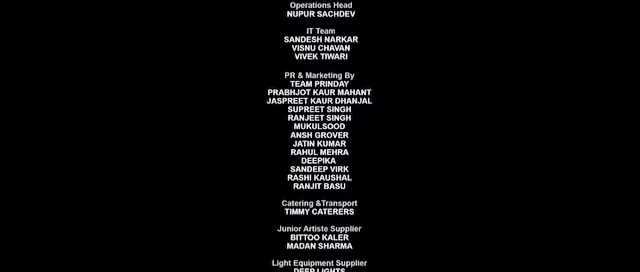 Operations Head
NUPUR SACHDEV
IT Team
SANDESH NARKAR
VISNU CHAVAN
VIVEK TIWARI
PR & Marketing By
TEAM PRINDAY
PRABHJOT KAUR MAHANT
JASPREET KAUR DHANJAL
SUPREET SINGH
RANJEET SINGH
MUKULSOOD
ANSH GROVER
JATIN KUMAR
RAHUL MEHRA
DEEPIKA
SANDEEP VIRK
RASHI KAUSHAL
RANJIT BASU
Catering &Transport
TIMMY CATERERS
Junior Artiste Supplier
BITTOO KALER
MADAN SHARMA
Light Equipment Supplier
DEEP LIGHTS